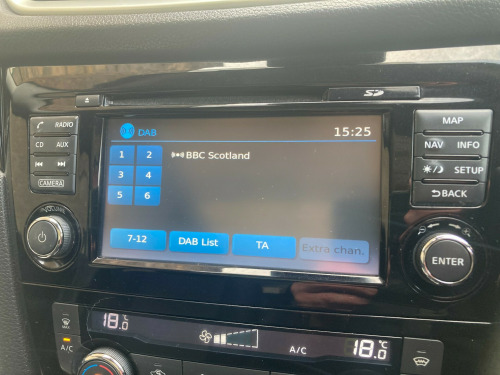 SD
RADIO
CD AUX
CAMERA
DAB
15:25
1 2
BBC Scotland
3 4
5 6
7-12
DAB List
TA
Extra chan.
MAP
NAV INFO
SETUP
BACK
ENTER
MAX
A/C
18.0
A/C
18.0°C